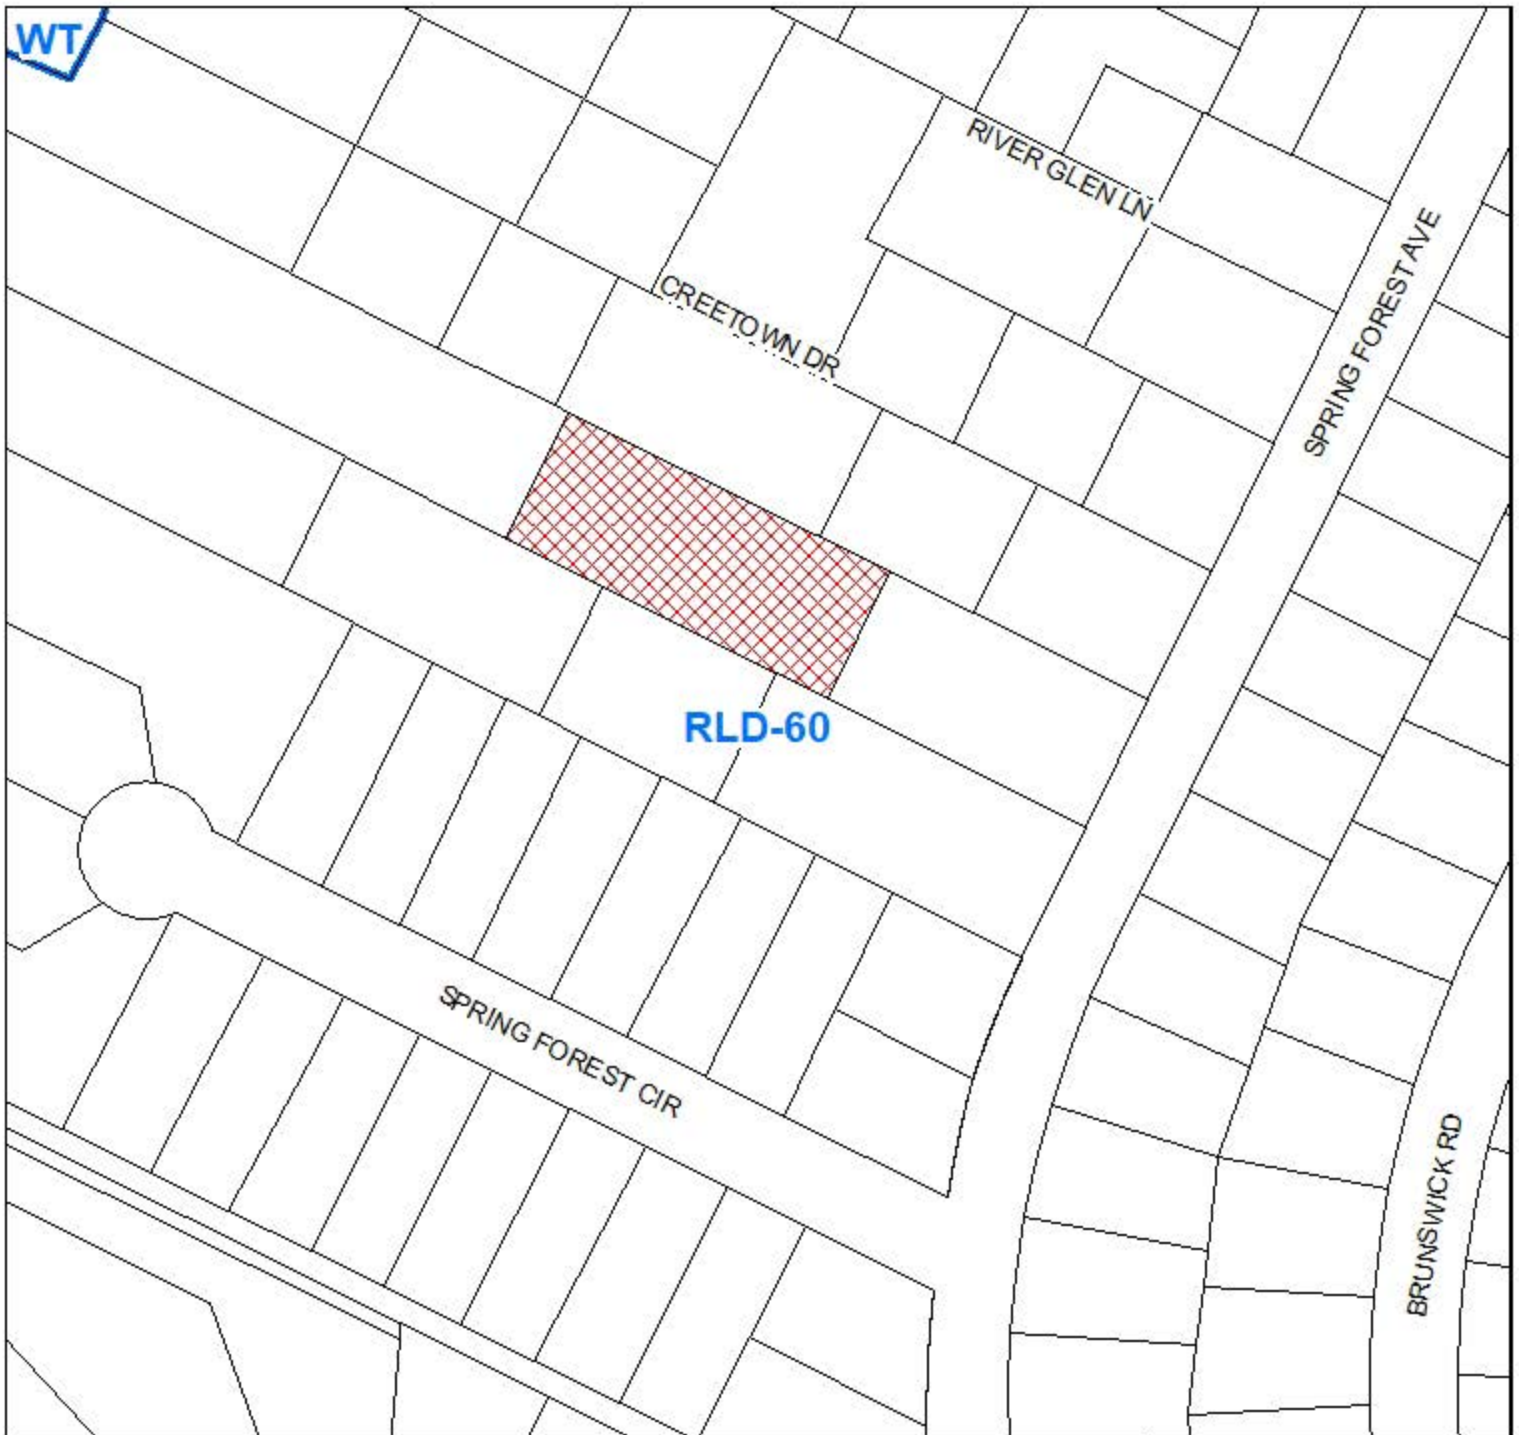 WT
RIVER GLEN LN
SPRING FOREST AVE
CREETOWN DR
RLD-60
SPRING FOREST CIR
BRUNSWICK RD